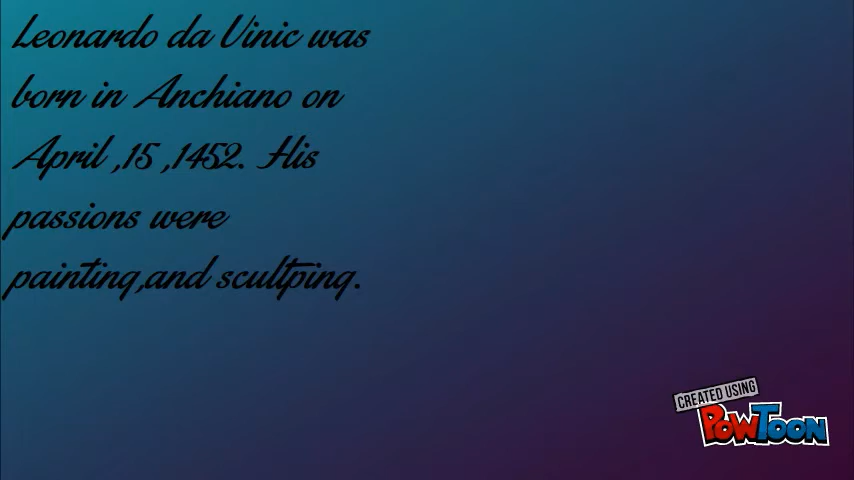 Leonardo da Vinic was
born in Anchiano on
April ,15 ,1452. His
passions were
painting,and scultping.
CREATED USING
POWTOON